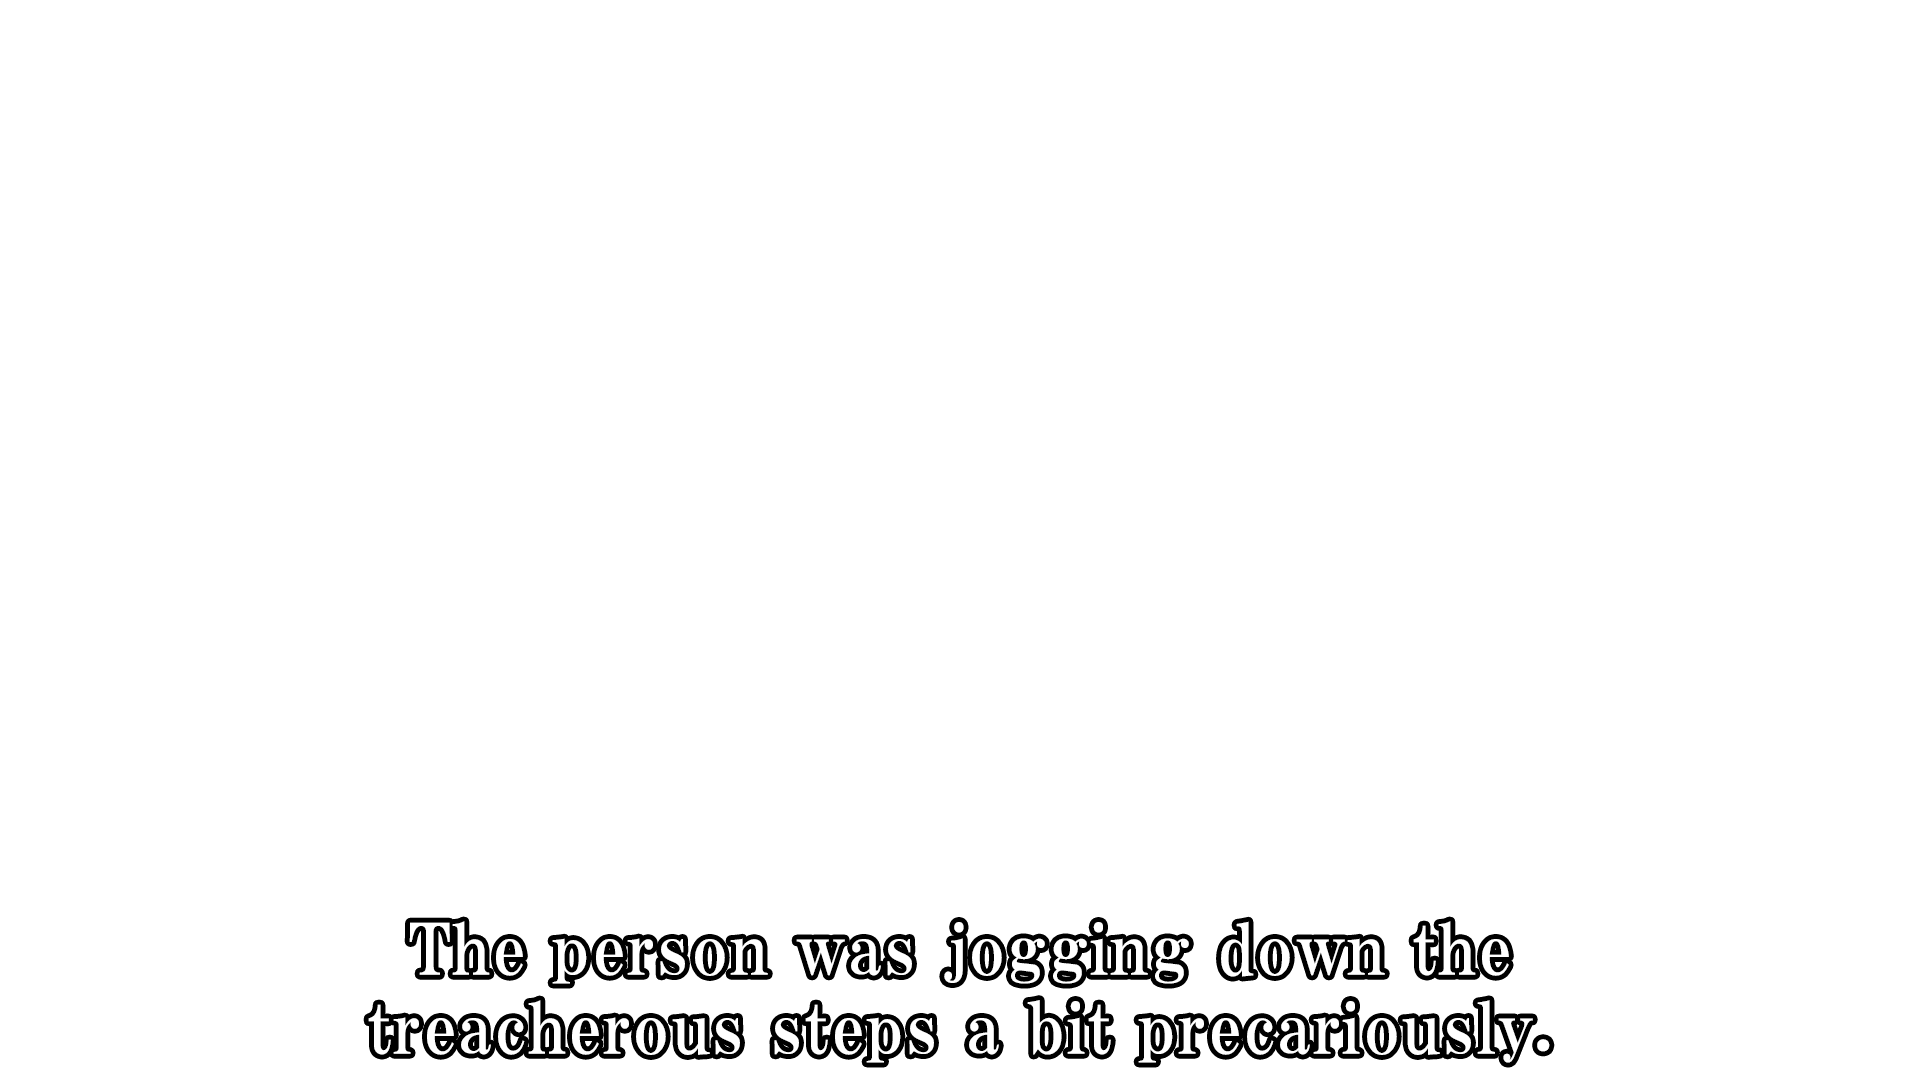 The person was jogging down the
treacherous steps a bit precariously.